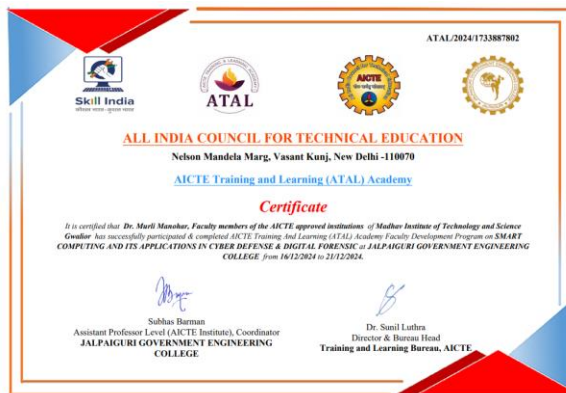 ATAL/2024/1733887802
Skill India
कौशल भारत - कुशल भारत
ATAL
AICTE
ALL INDIA COUNCIL FOR TECHNICAL EDUCATION
Nelson Mandela Marg, Vasant Kunj, New Delhi -110070
AICTE Training and Learning (ATAL) Academy
Certificate
It is certified that Dr. Murli Manohar, Faculty members of the AICTE approved institutions of Madhav Institute of Technology and Science
Gwalior has successfully participated & completed AICTE Training And Learning (ATAL) Academy Faculty Development Program on SMART
COMPUTING AND ITS APPLICATIONS IN CYBER DEFENSE & DIGITAL FORENSIC at JALPAIGURI GOVERNMENT ENGINEERING
COLLEGE from 16/12/2024 to 21/12/2024.
Subhas Barman
Assistant Professor Level (AICTE Institute), Coordinator
JALPAIGURI GOVERNMENT ENGINEERING
COLLEGE
Dr. Sunil Luthra
Director & Bureau Head
Training and Learning Bureau, AICTE